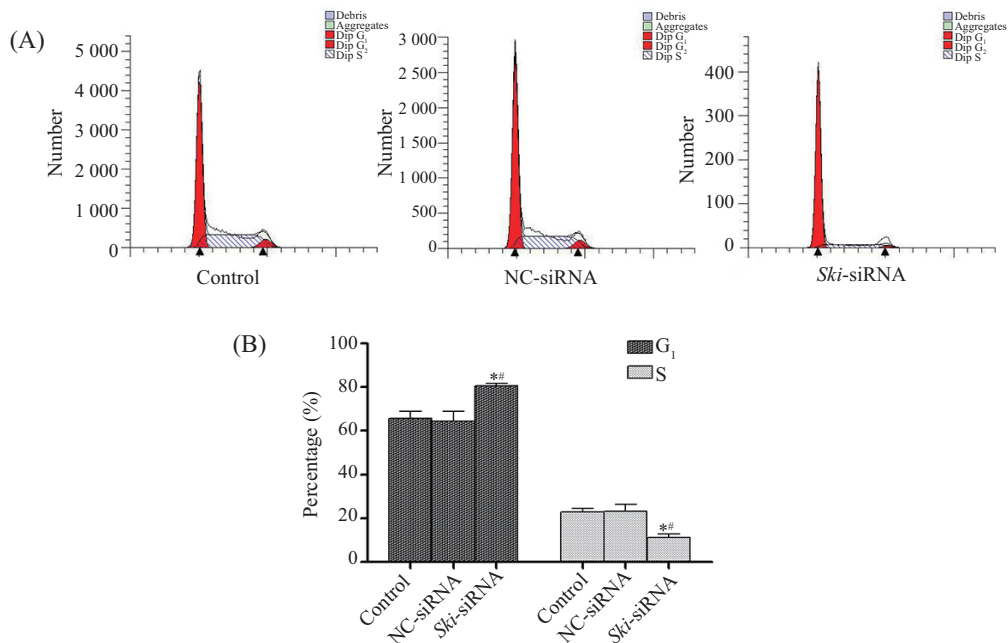 (A)
Debris
Aggregates
Dip G₁
Dip G₂
Dip S
5 000
4 000
3 000
2 000
1 000
0
Number
Control
Debris
Aggregates
Dip G₁
Dip G₂
Dip S
3 000
2 500
2 000
1 500
1 000
500
0
Number
NC-siRNA
Debris
Aggregates
Dip G₁
Dip G₂
Dip S
400
300
200
100
0
Number
Ski-siRNA
(B)
100
80
60
40
20
0
Percentage (%)
G₁
S
*#
*#
Control
NC-siRNA
Ski-siRNA
Control
NC-siRNA
Ski-siRNA